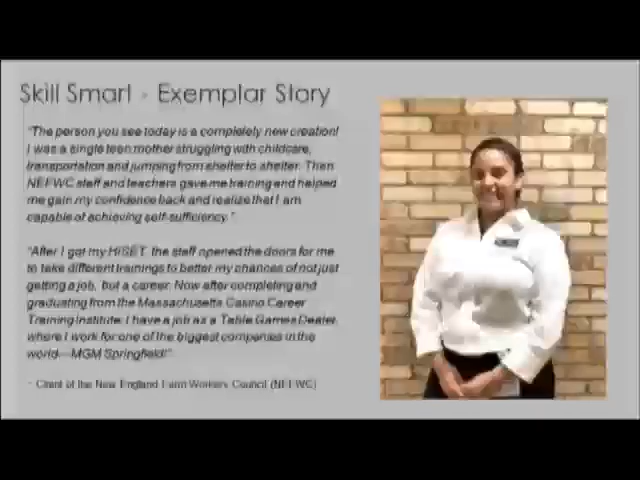 Skill Smart - Exemplar Story
"The person you see today is a completely new creation!
I was a single teen mother struggling with childcare,
transportation and jumping from shelter to shelter. Then
NEFWC staff and teachers gave me training and helped
me gain my confidence back and realize that I am
capable of achieving self-sufficiency."
"After I got my HiSET, the staff opened the doors for me
to take different trainings to better my chances of not just
getting a job, but a career. Now after completing and
graduating from the Massachusetts Casino Career
Training Institute, I have a job as a Table Games Dealer,
where I work for one of the biggest companies in the
world—MGM Springfield!"
- Client of the New England Farm Workers Council (NEFWC)